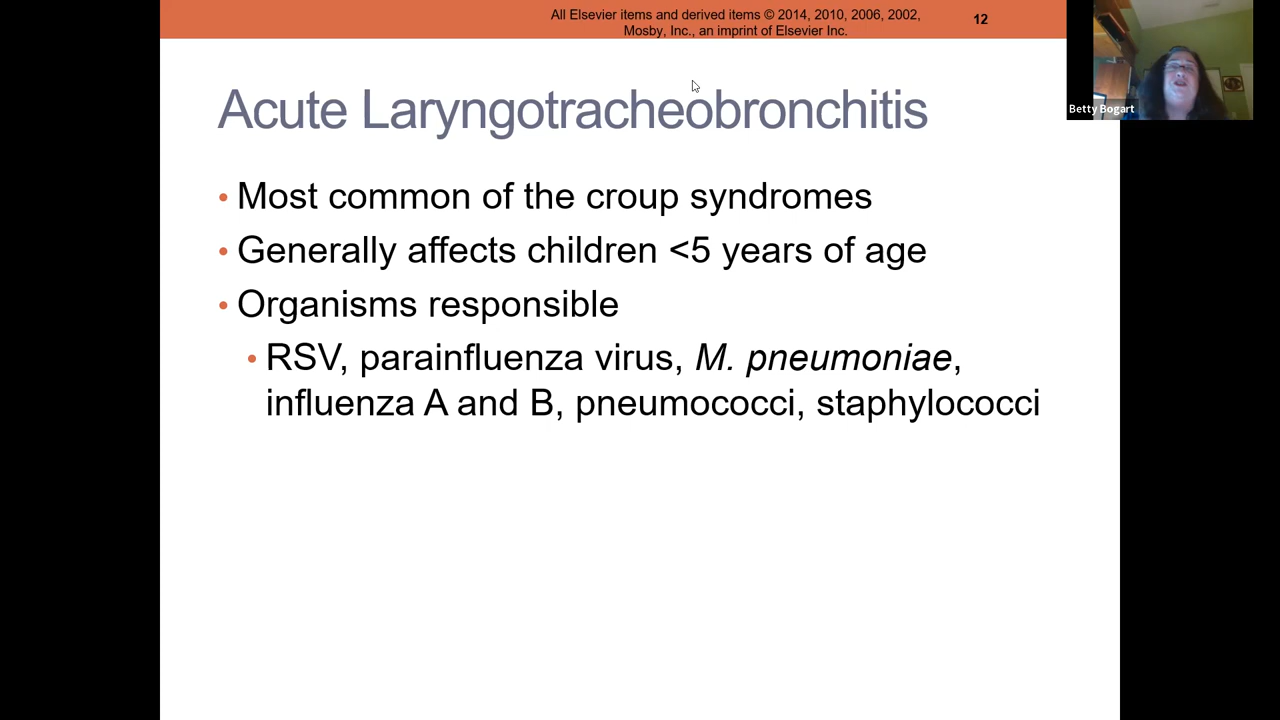 All Elsevier items and derived items © 2014, 2010, 2006, 2002,
Mosby, Inc., an imprint of Elsevier Inc.
12
Betty Bogart
Acute Laryngotracheobronchitis
• Most common of the croup syndromes
• Generally affects children <5 years of age
• Organisms responsible
• RSV, parainfluenza virus, M. pneumoniae,
influenza A and B, pneumococci, staphylococci